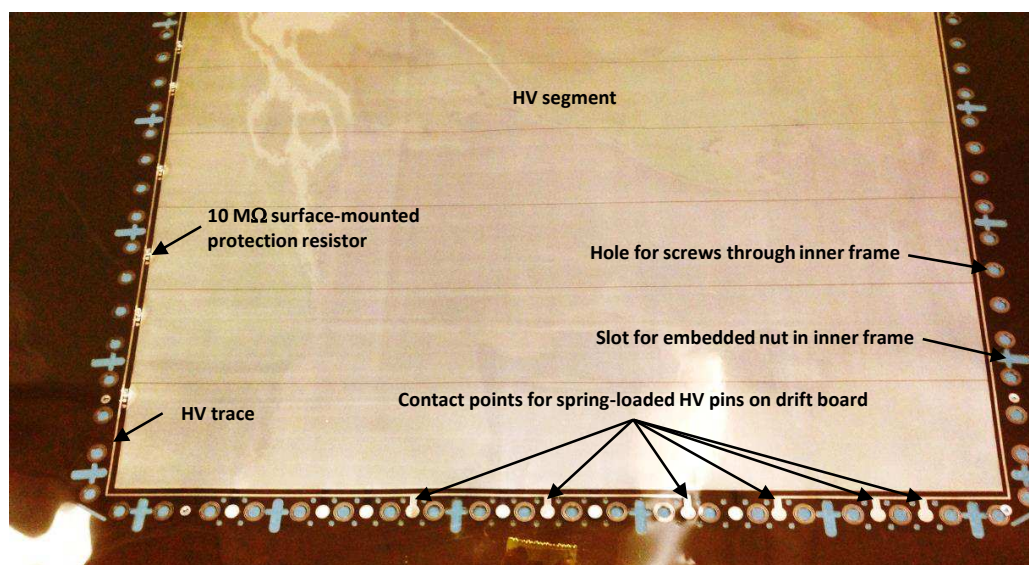 HV segment
10 MΩ surface-mounted
protection resistor
Hole for screws through inner frame
Slot for embedded nut in inner frame
Contact points for spring-loaded HV pins on drift board
HV trace